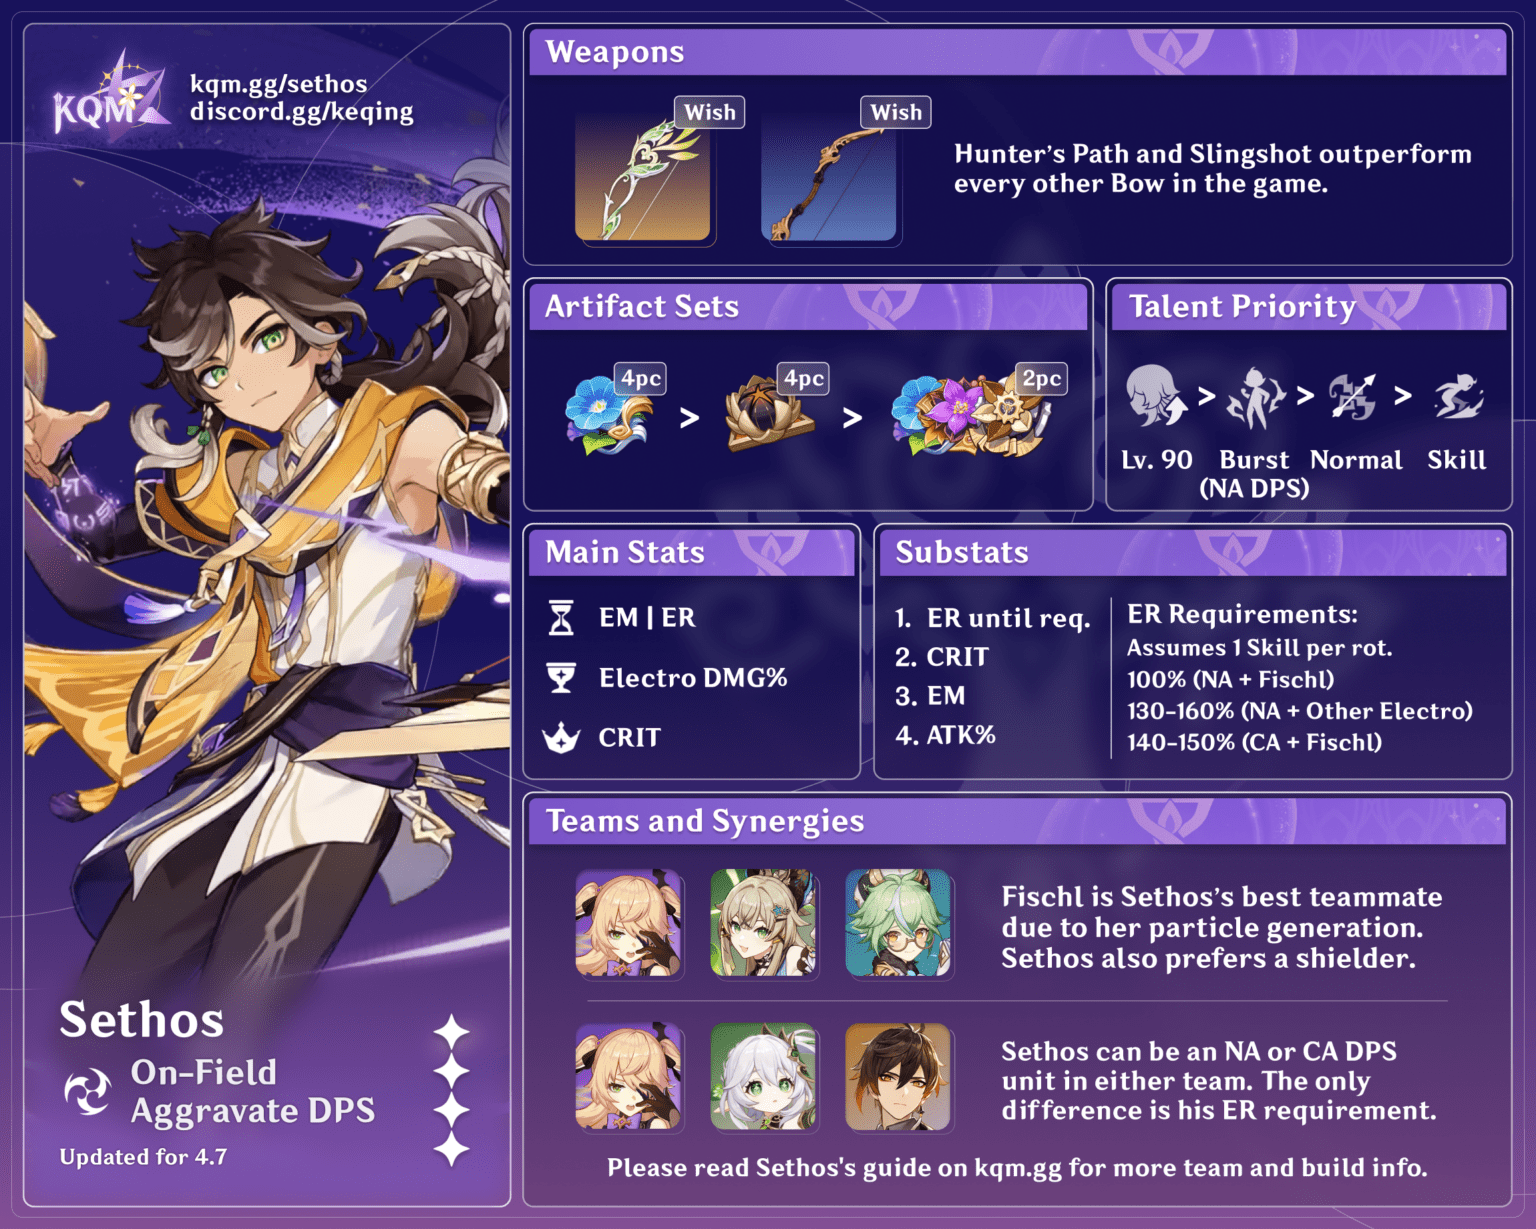 KQM
kqm.gg/sethos
discord.gg/keqing
Sethos
On-Field
Aggravate DPS
Updated for 4.7
Weapons
Wish
Wish
Hunter's Path and Slingshot outperform
every other Bow in the game.
Artifact Sets
4pc
>
4pc
>
2pc
Talent Priority
> > >
Lv. 90 Burst Normal Skill
(NA DPS)
Main Stats
EM | ER
Electro DMG%
CRIT
Substats
1. ER until req.
2. CRIT
3. EM
4. ATK%
ER Requirements:
Assumes 1 Skill per rot.
100% (NA + Fischl)
130-160% (NA + Other Electro)
140-150% (CA + Fischl)
Teams and Synergies
Fischl is Sethos's best teammate
due to her particle generation.
Sethos also prefers a shielder.
Sethos can be an NA or CA DPS
unit in either team. The only
difference is his ER requirement.
Please read Sethos's guide on kqm.gg for more team and build info.